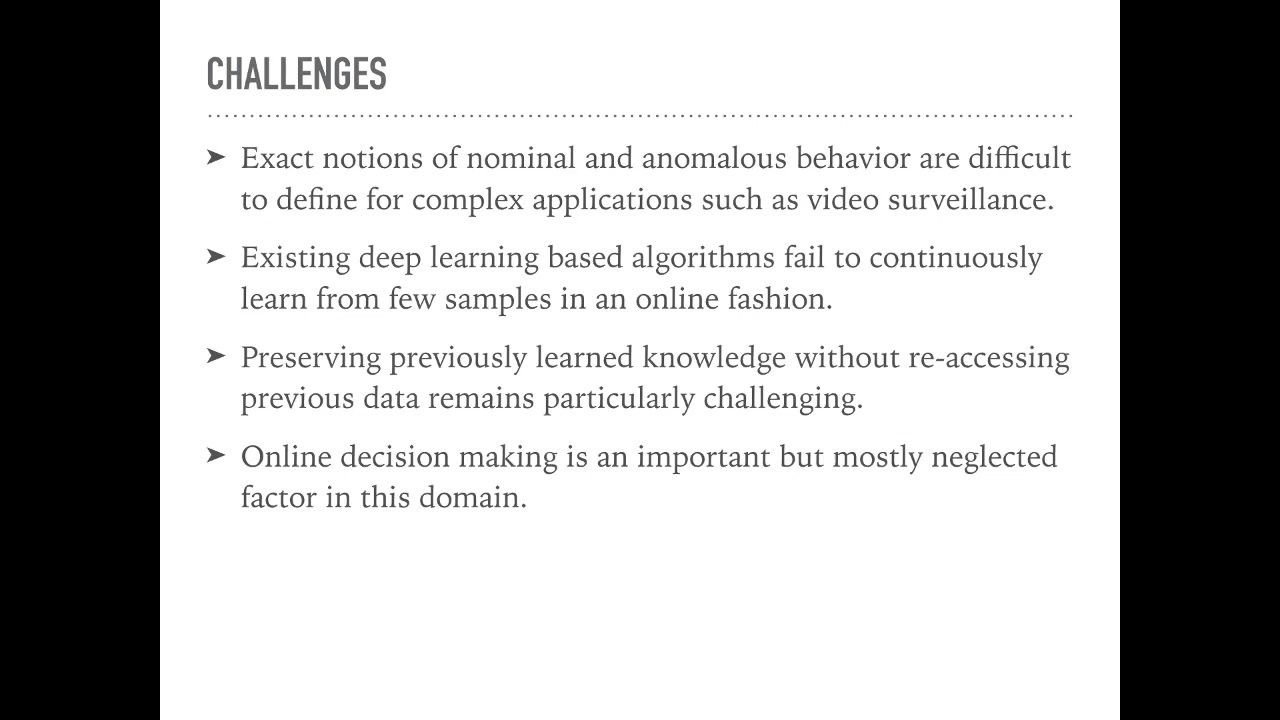 CHALLENGES
➤ Exact notions of nominal and anomalous behavior are difficult
to define for complex applications such as video surveillance.
➤ Existing deep learning based algorithms fail to continuously
learn from few samples in an online fashion.
➤ Preserving previously learned knowledge without re-accessing
previous data remains particularly challenging.
➤ Online decision making is an important but mostly neglected
factor in this domain.